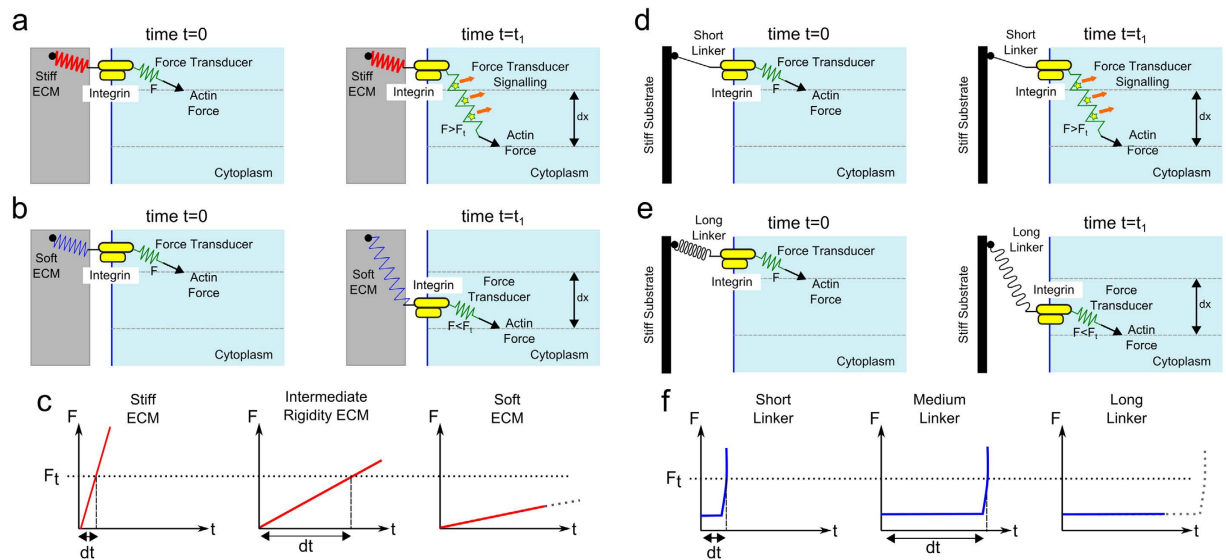 a
time t=0
Stiff
ECM
Integrin
Force Transducer
F
Actin
Force
Cytoplasm
time t=t1
Stiff
ECM
Integrin
Force Transducer
Signalling
F>Ft
Actin
Force
dx
Cytoplasm
b
time t=0
Soft
ECM
Integrin
Force Transducer
F
Actin
Force
Cytoplasm
time t=t1
Soft
ECM
Integrin
Force
Transducer
F<Ft
Actin
Force
dx
Cytoplasm
c
F
Stiff
ECM
Ft
t
dt
Intermediate
Rigidity ECM
F
t
dt
Soft
ECM
F
t
d
time t=0
Stiff Substrate
Short
Linker
Integrin
Force Transducer
F
Actin
Force
Cytoplasm
time t=t1
Stiff Substrate
Short
Linker
Integrin
Force Transducer
Signalling
F>Ft
Actin
Force
dx
Cytoplasm
e
time t=0
Stiff Substrate
Long
Linker
Integrin
Force Transducer
F
Actin
Force
Cytoplasm
time t=t1
Stiff Substrate
Long
Linker
Integrin
Force
Transducer
F<Ft
Actin
Force
dx
Cytoplasm
f
F
Short
Linker
Ft
t
dt
Medium
Linker
F
t
dt
Long
Linker
F
t